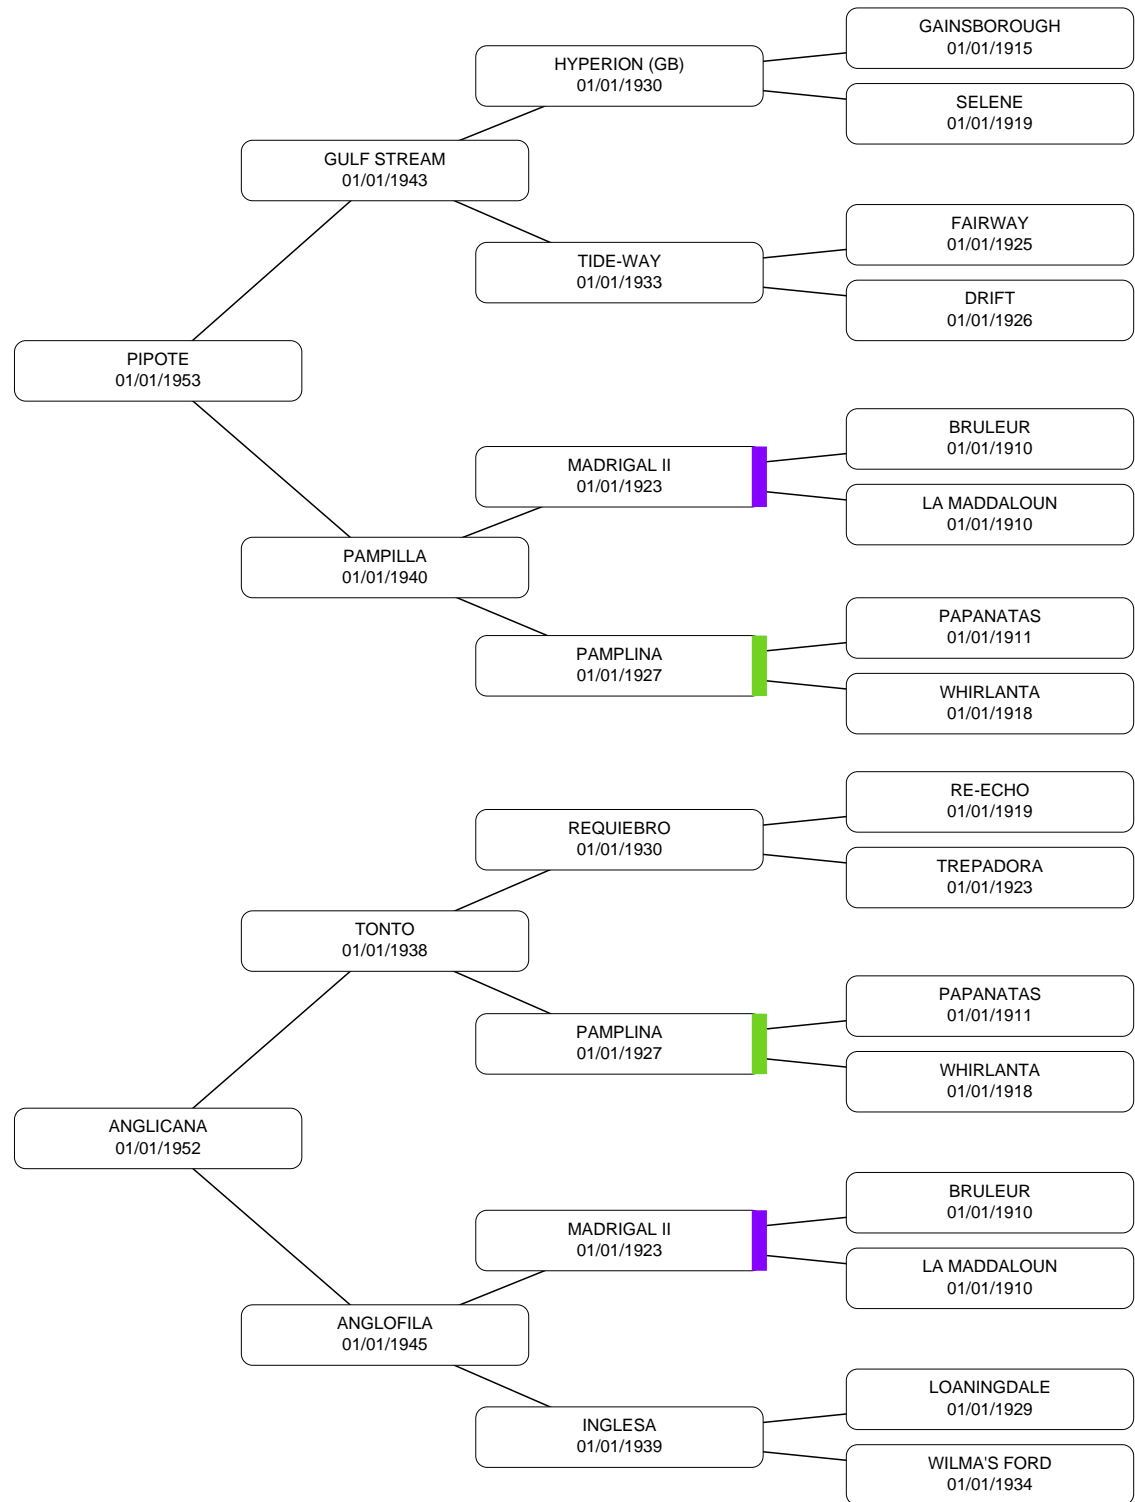 GAINSBOROUGH
01/01/1915
HYPERION (GB)
01/01/1930
SELENE
01/01/1919
GULF STREAM
01/01/1943
FAIRWAY
01/01/1925
TIDE-WAY
01/01/1933
DRIFT
01/01/1926
PIPOTE
01/01/1953
BRULEUR
01/01/1910
MADRIGAL II
01/01/1923
LA MADDALOUN
01/01/1910
PAMPILLA
01/01/1940
PAPANATAS
01/01/1911
PAMPLINA
01/01/1927
WHIRLANTA
01/01/1918
RE-ECHO
01/01/1919
REQUIEBRO
01/01/1930
TREPADORA
01/01/1923
TONTO
01/01/1938
PAPANATAS
01/01/1911
PAMPLINA
01/01/1927
WHIRLANTA
01/01/1918
ANGLICANA
01/01/1952
BRULEUR
01/01/1910
MADRIGAL II
01/01/1923
LA MADDALOUN
01/01/1910
ANGLOFILA
01/01/1945
LOANINGDALE
01/01/1929
INGLESA
01/01/1939
WILMA'S FORD
01/01/1934